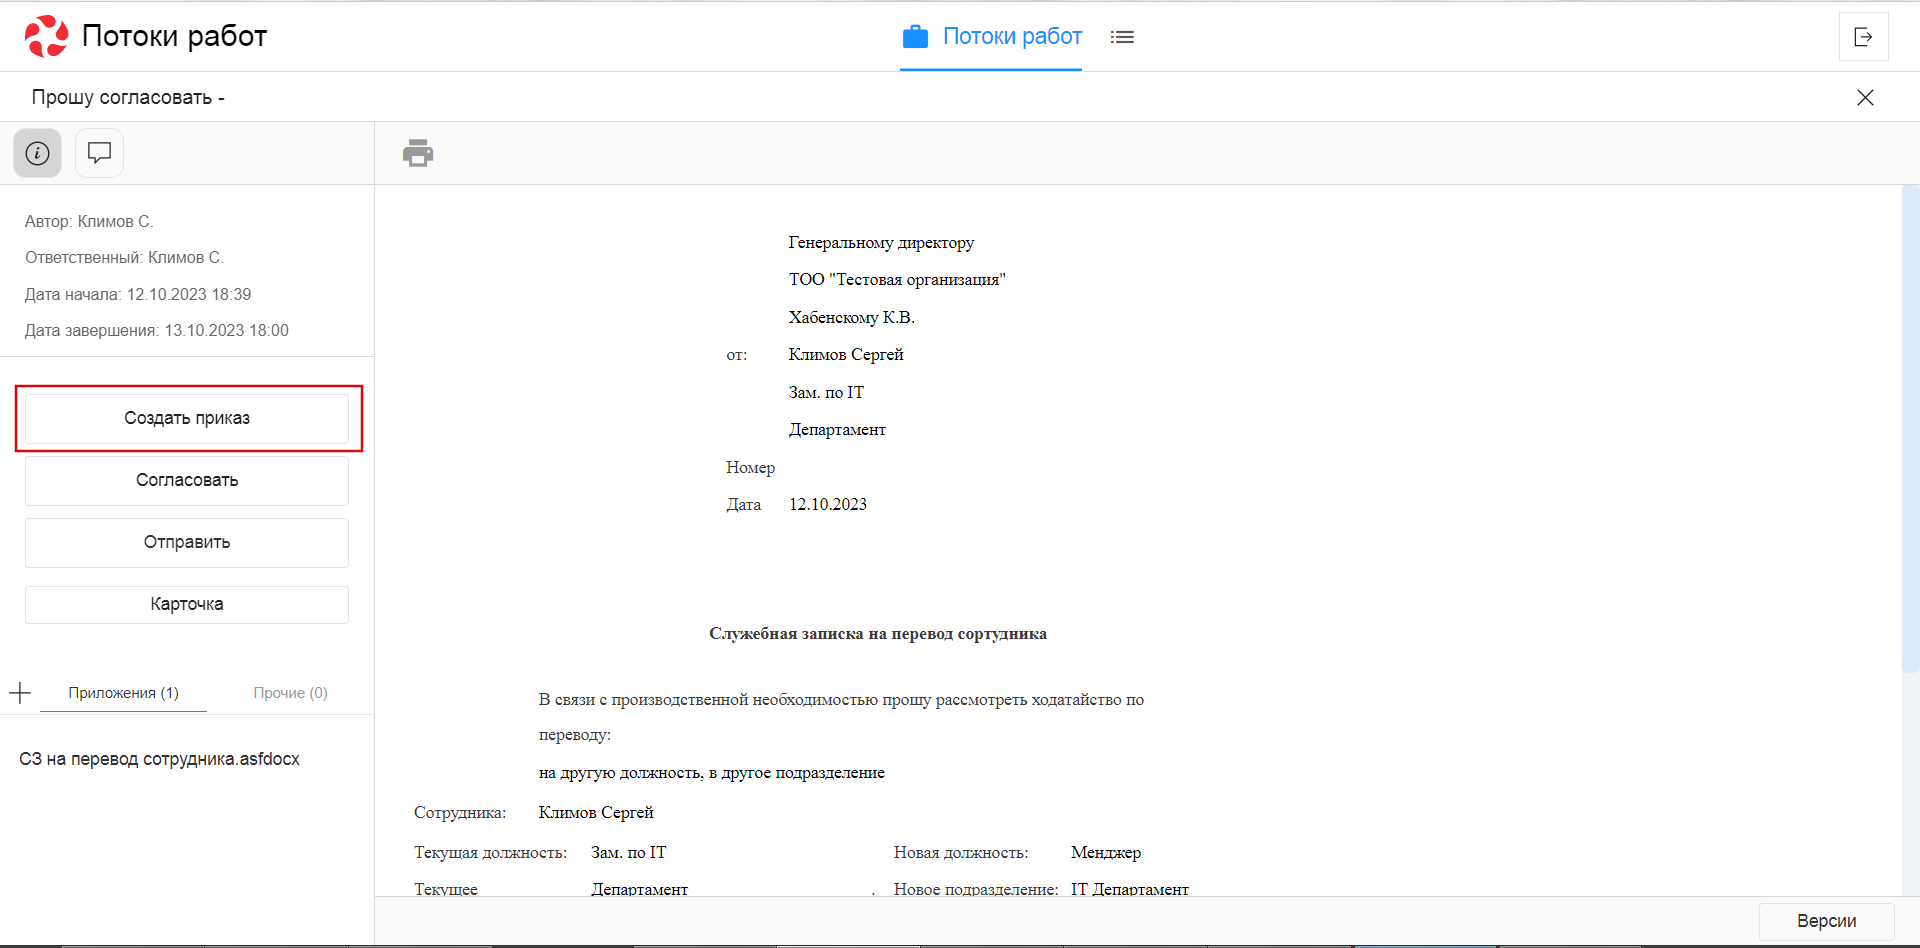 Потоки работ
Потоки работ
Прошу согласовать -
Автор: Климов С.
Ответственный: Климов С.
Дата начала: 12.10.2023 18:39
Дата завершения: 13.10.2023 18:00
Создать приказ
Согласовать
Отправить
Карточка
Приложения (1) Прочие (0)
СЗ на перевод сотрудника.asfdocx
Генеральному директору
ТОО "Тестовая организация"
Хабенскому К.В.
от: Климов Сергей
Зам. по IT
Департамент
Номер
Дата 12.10.2023
Служебная записка на перевод сортудника
В связи с производственной необходимостью прошу рассмотреть ходатайство по
переводу:
на другую должность, в другое подразделение
Сотрудника: Климов Сергей
Текущая должность: Зам. по IT Новая должность: Менджер
Текущее Департамент . Новое подразделение: IT Департамент
Версии